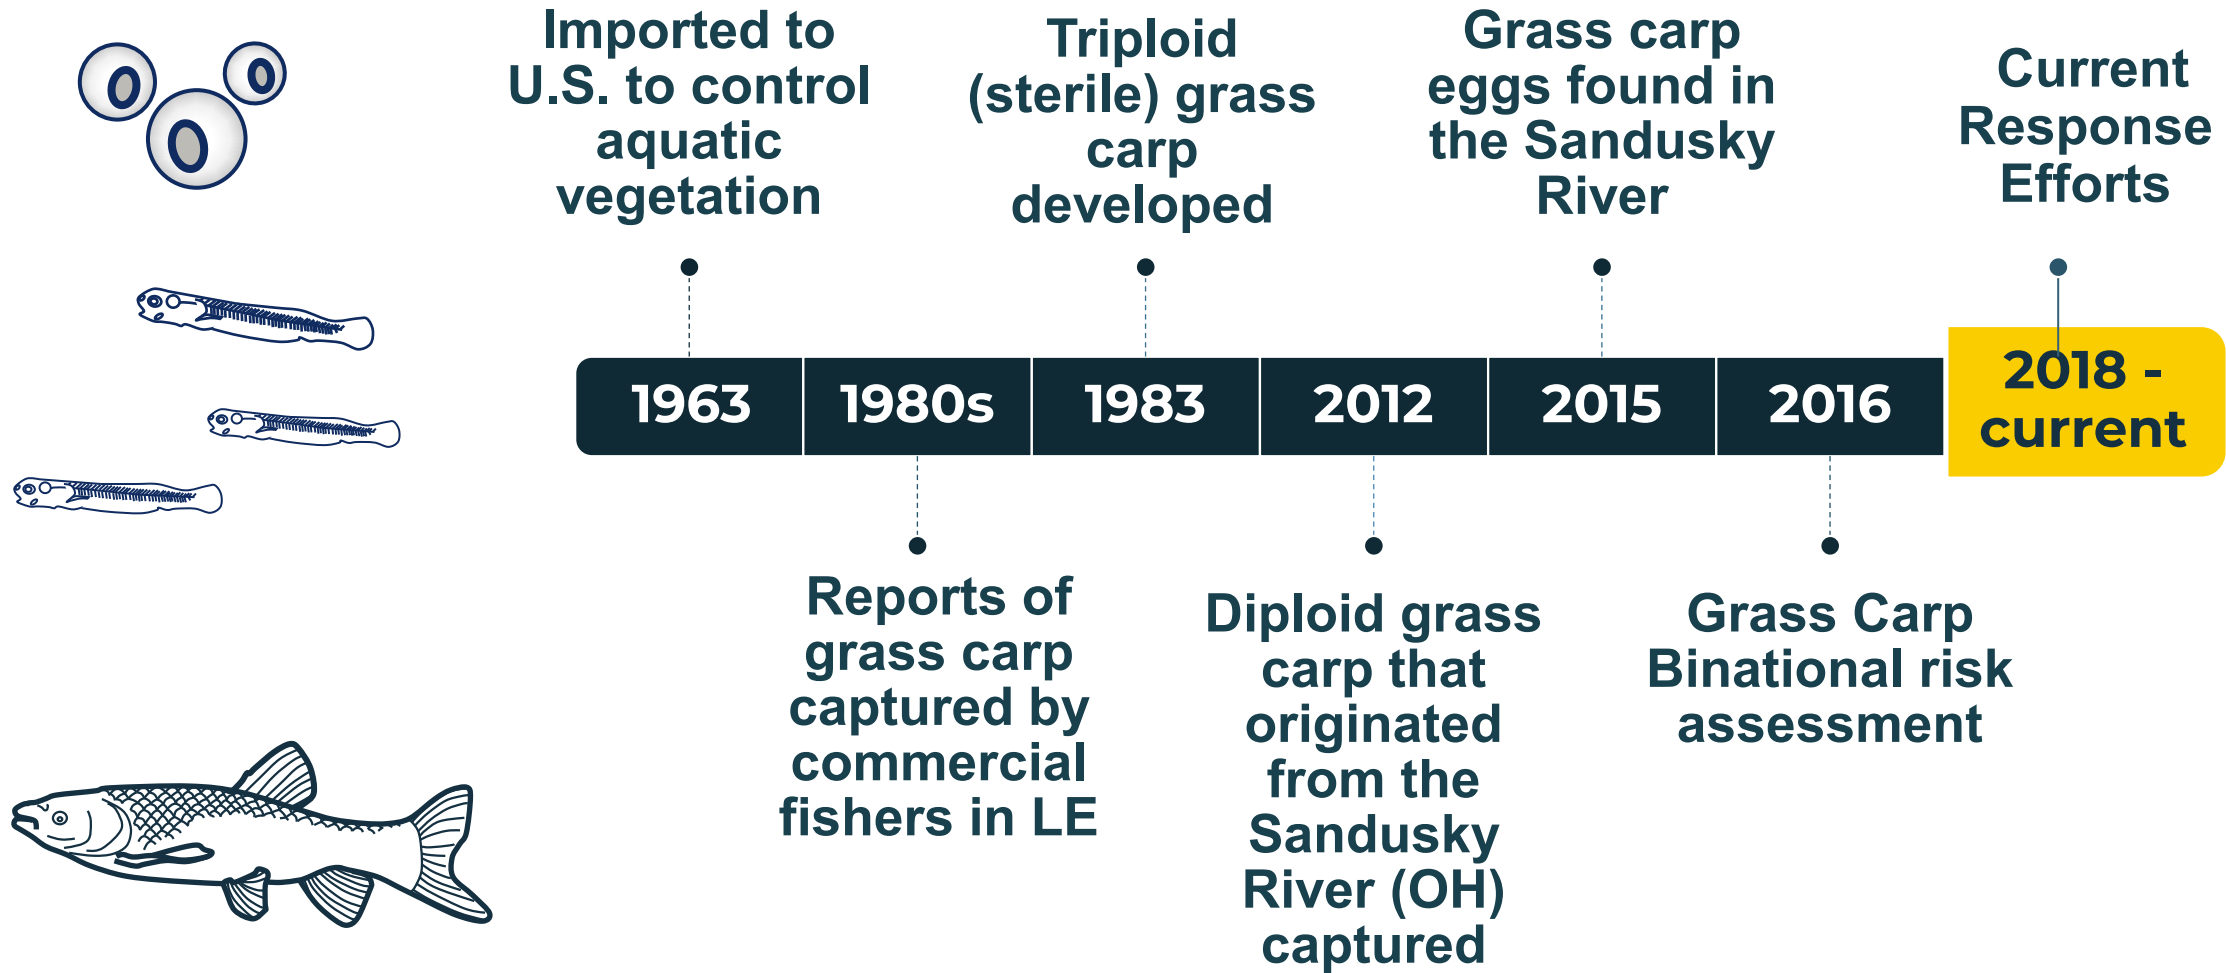 Imported to
U.S. to control
aquatic
vegetation
Triploid
(sterile) grass
carp
developed
Grass carp
eggs found in
the Sandusky
River
Current
Response
Efforts
1963
1980s
1983
2012
2015
2016
2018 -
current
Reports of
grass carp
captured by
commercial
fishers in LE
Diploid grass
carp that
originated
from the
Sandusky
River (OH)
captured
Grass Carp
Binational risk
assessment